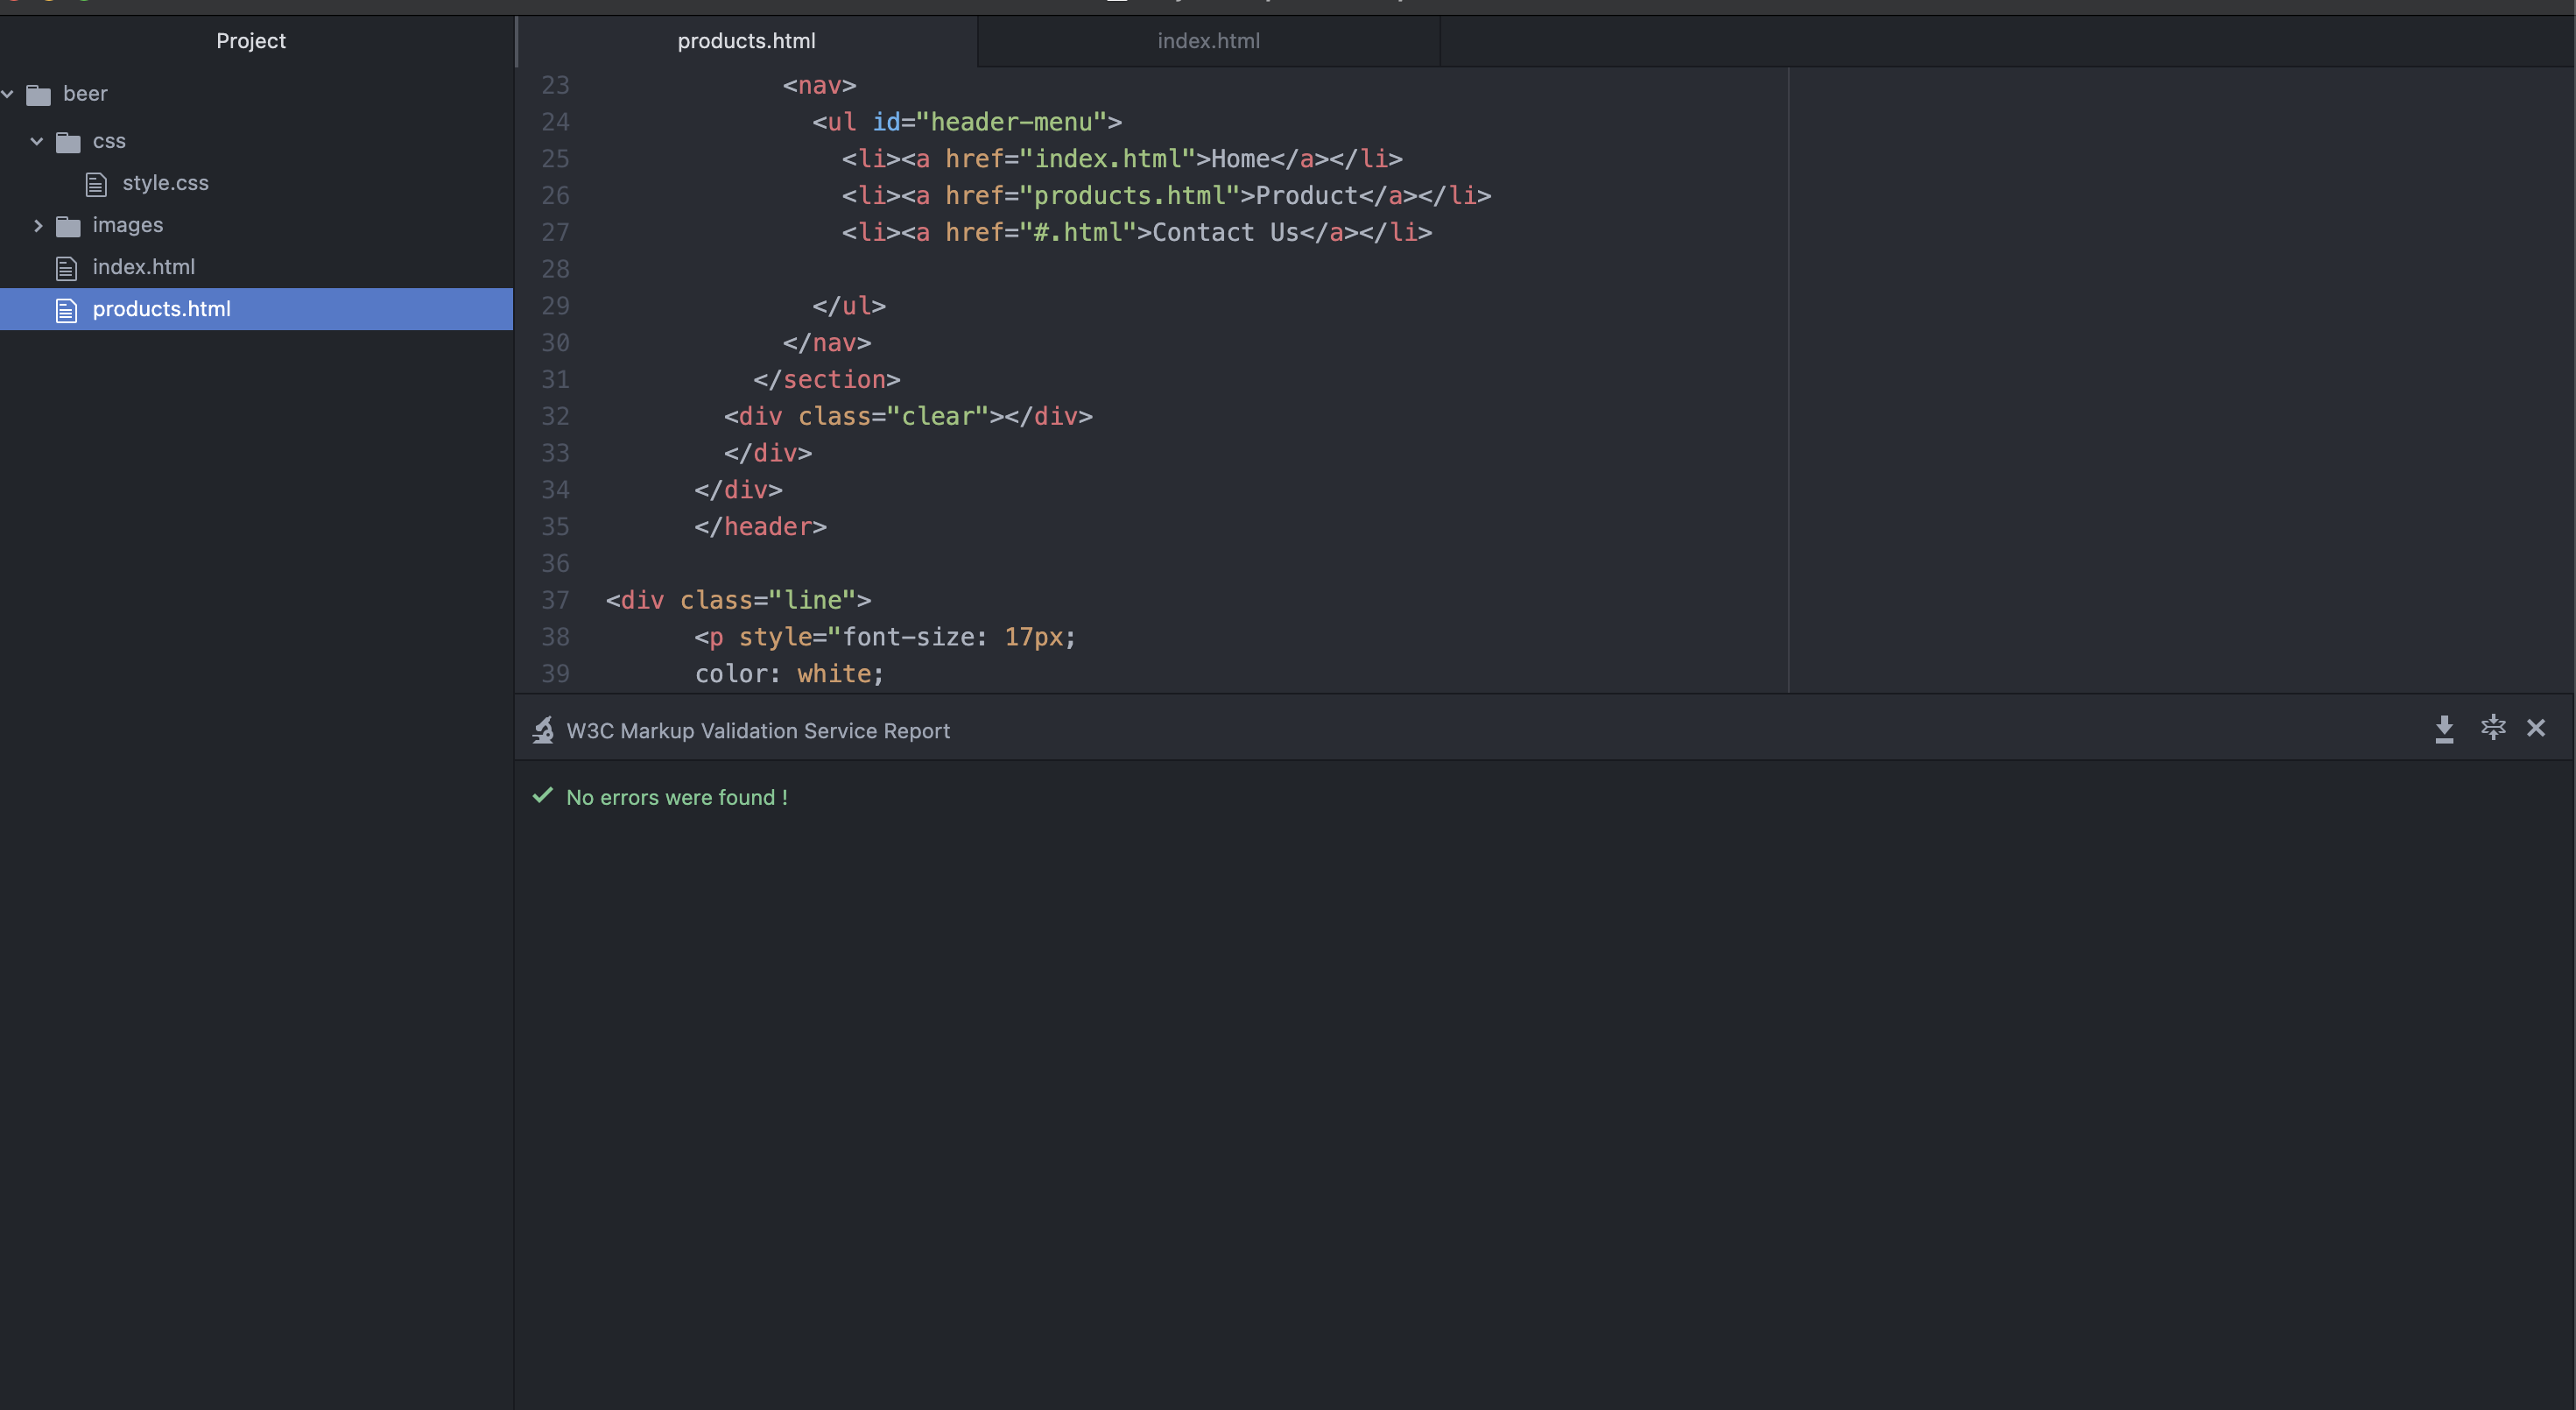 Project
beer
css
style.css
images
index.html
products.html
products.html
index.html
23 <nav>
24 <ul id="header-menu">
25 <li><a href="index.html">Home</a></li>
26 <li><a href="products.html">Product</a></li>
27 <li><a href="#.html">Contact Us</a></li>
28
29 </ul>
30 </nav>
31 </section>
32 <div class="clear"></div>
33 </div>
34 </div>
35 </header>
36
37 <div class="line">
38 <p style="font-size: 17px;
39 color: white;
W3C Markup Validation Service Report
No errors were found !